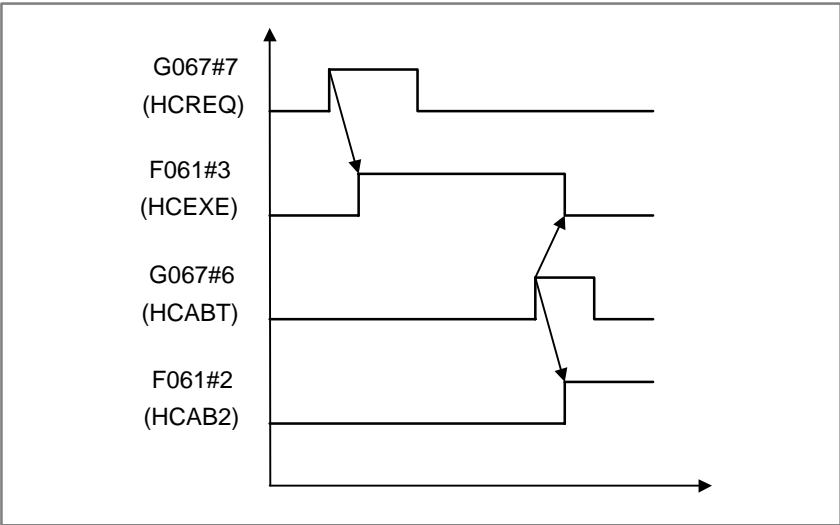 G067#7
(HCREQ)
F061#3
(HCEXE)
G067#6
(HCABT)
F061#2
(HCAB2)